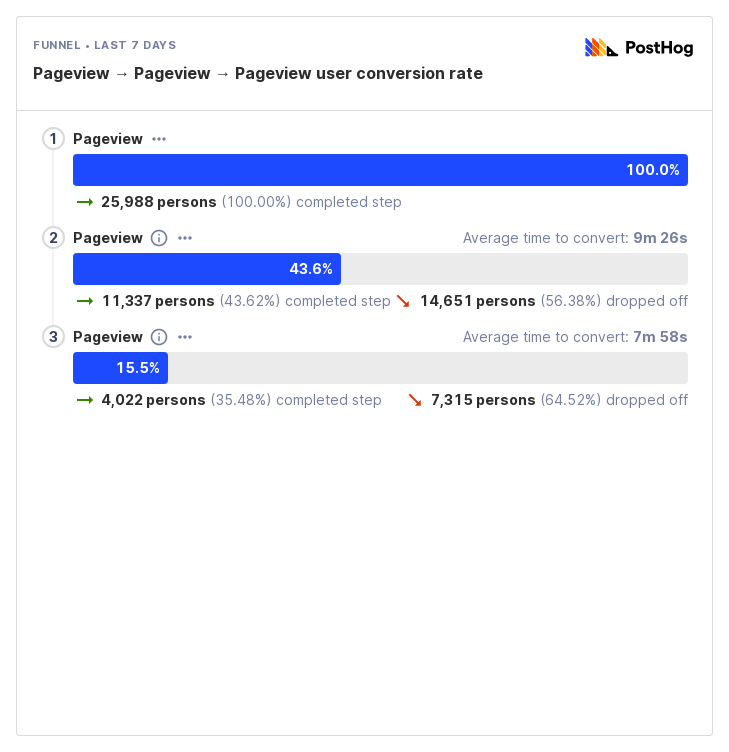 FUNNEL • LAST 7 DAYS
PostHog
Pageview → Pageview → Pageview user conversion rate
1 Pageview •••
100.0%
→ 25,988 persons (100.00%) completed step
2 Pageview ••• Average time to convert: 9m 26s
43.6%
→ 11,337 persons (43.62%) completed step ↘ 14,651 persons (56.38%) dropped off
3 Pageview ••• Average time to convert: 7m 58s
15.5%
→ 4,022 persons (35.48%) completed step ↘ 7,315 persons (64.52%) dropped off